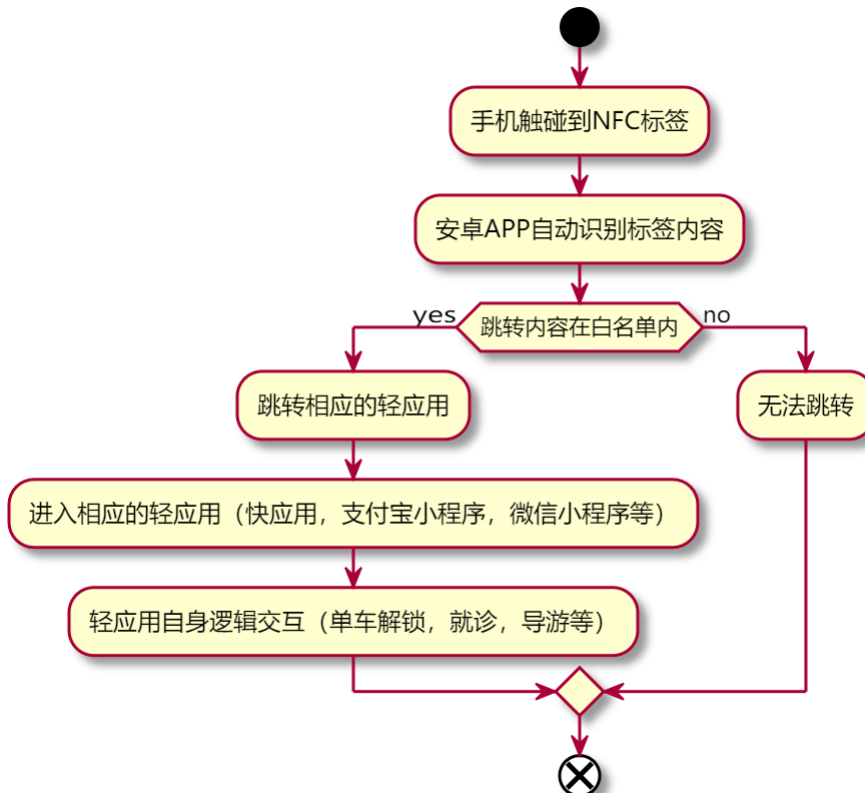 手机触碰到NFC标签
安卓APP自动识别标签内容
yes
跳转内容在白名单内
no
跳转相应的轻应用
无法跳转
进入相应的轻应用（快应用，支付宝小程序，微信小程序等）
轻应用自身逻辑交互（单车解锁，就诊，导游等）